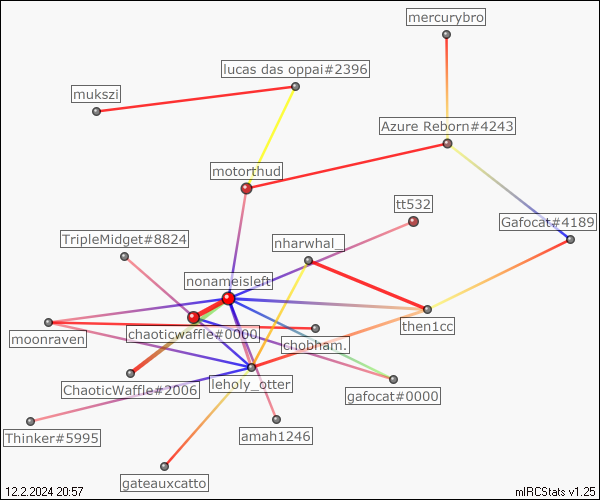 mercurybro
lucas das oppai#2396
mukszi
Azure Reborn#4243
motorthud
tt532
Gafocat#4189
TripleMidget#8824
nharwhal_
nonameisleft
then1cc
chaoticwaffle#0000
moonraven
chobham.
leholy_otter
ChaoticWaffle#2006
gafocat#0000
Thinker#5995
amah1246
gateauxcatto
12.2.2024 20:57
mIRCStats v1.25